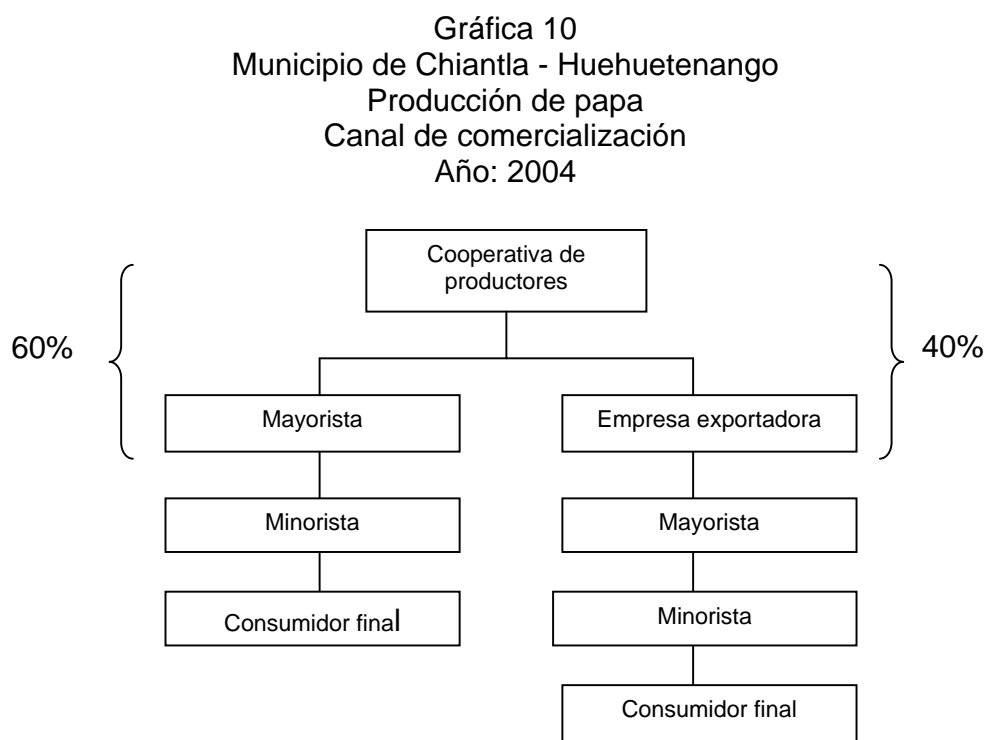 Gráfica 10
Municipio de Chiantla - Huehuetenango
Producción de papa
Canal de comercialización
Año: 2004
Cooperativa de
productores
60%
40%
Mayorista
Empresa exportadora
Minorista
Mayorista
Consumidor final
Minorista
Consumidor final